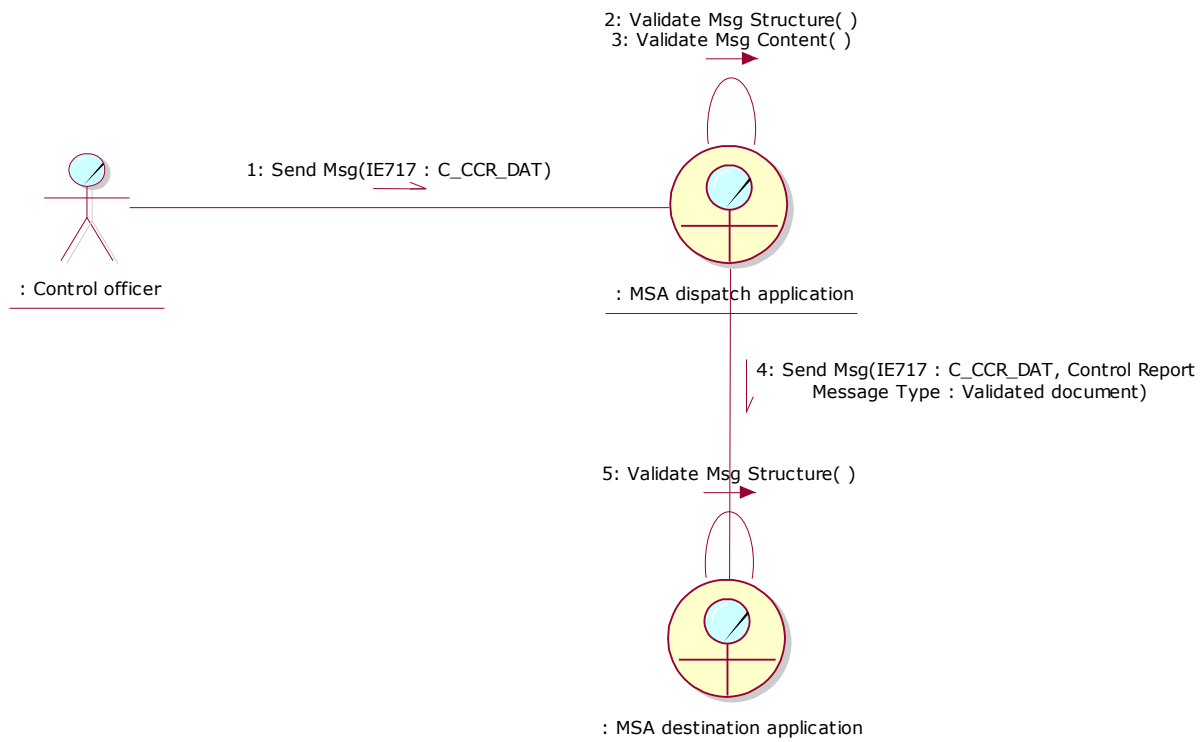 2: Validate Msg Structure( )
3: Validate Msg Content( )
1: Send Msg(IE717 : C_CCR_DAT)
: Control officer
: MSA dispatch application
4: Send Msg(IE717 : C_CCR_DAT, Control Report
Message Type : Validated document)
5: Validate Msg Structure( )
: MSA destination application